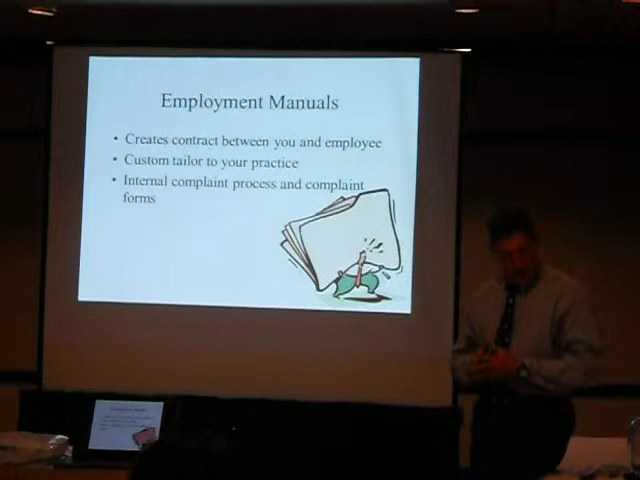 Employment Manuals
• Creates contract between you and employee
• Custom tailor to your practice
• Internal complaint process and complaint
forms